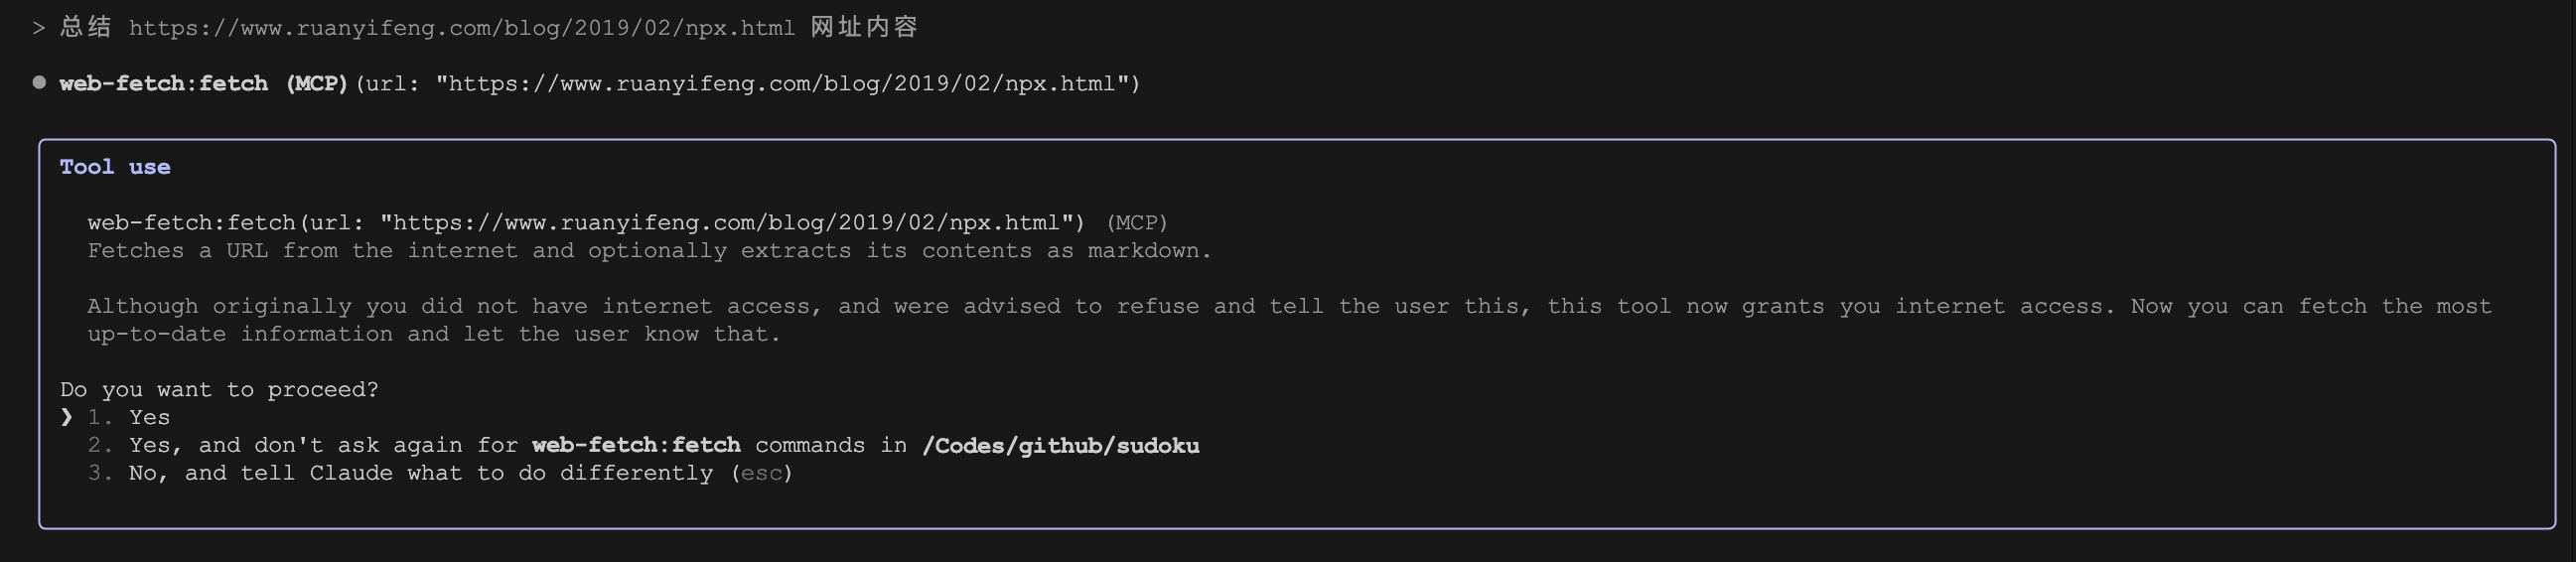 > 总结 https://www.ruanyifeng.com/blog/2019/02/npx.html 网址内容
● web-fetch:fetch (MCP)(url: "https://www.ruanyifeng.com/blog/2019/02/npx.html")
Tool use
web-fetch:fetch(url: "https://www.ruanyifeng.com/blog/2019/02/npx.html") (MCP)
Fetches a URL from the internet and optionally extracts its contents as markdown.
Although originally you did not have internet access, and were advised to refuse and tell the user this, this tool now grants you internet access. Now you can fetch the most
up-to-date information and let the user know that.
Do you want to proceed?
❯ 1. Yes
2. Yes, and don't ask again for web-fetch:fetch commands in /Codes/github/sudoku
3. No, and tell Claude what to do differently (esc)